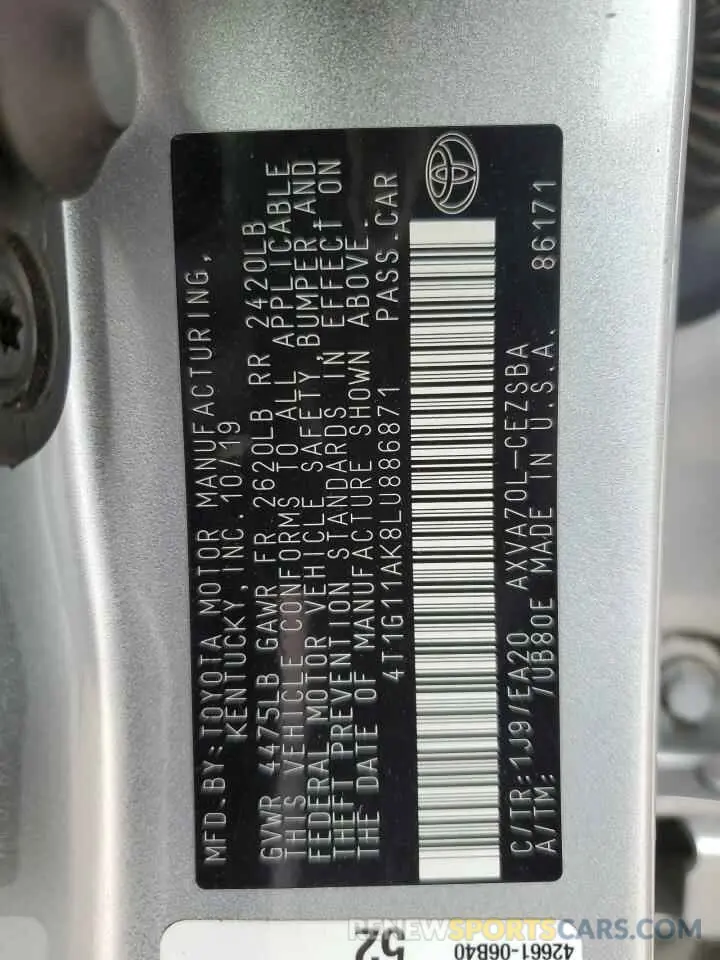 MFD.BY:TOYOTA MOTOR MANUFACTURING,
KENTUCKY, INC. 10/19
GVWR 4475LB GAWR FR 2620LB RR 2420LB
THIS VEHICLE CONFORMS TO ALL APPLICABLE
FEDERAL MOTOR VEHICLE SAFETY, BUMPER, AND
THEFT PREVENTION STANDARDS IN EFFECT ON
THE DATE OF MANUFACTURE SHOWN ABOVE.
4T1G11AK8LU886871 PASS.CAR
C/TR:1J9/EA20 AXVA70L-CEZSBA
A/TM: /UB80E MADE IN U.S.A. 86171
52
42661-06B40
RENEWSPORTSCARS.COM